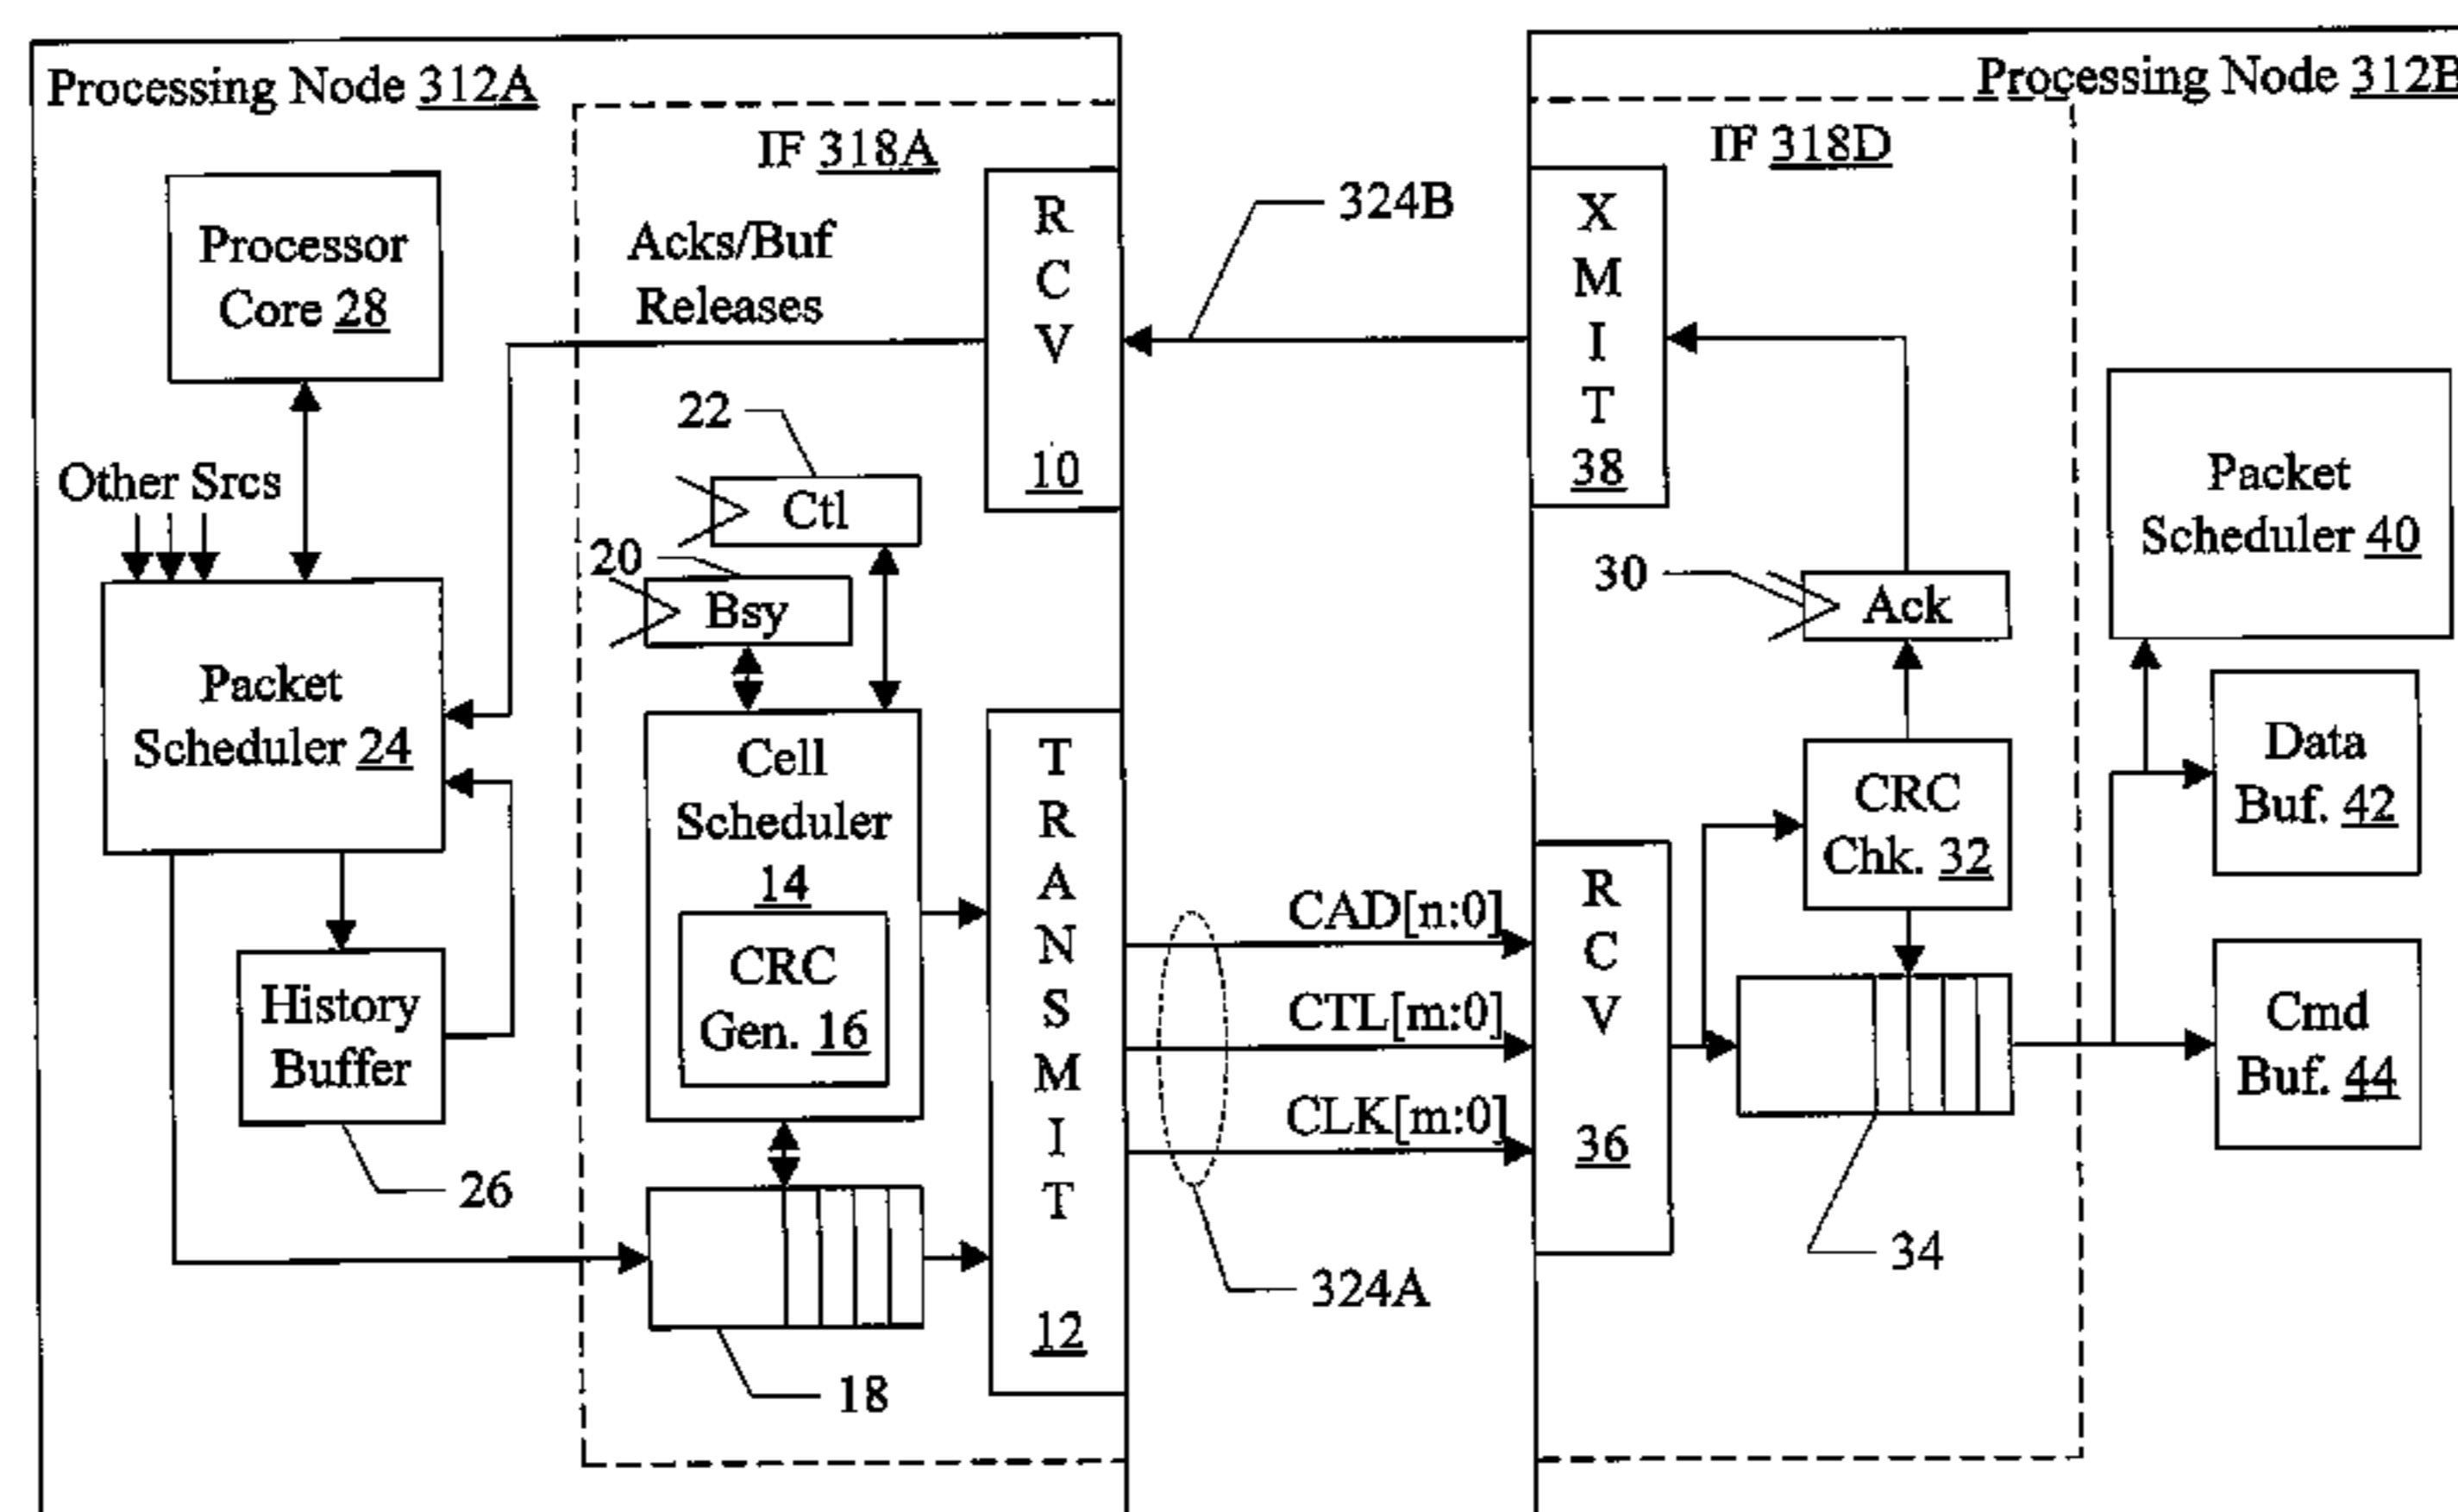 Processing Node 312A
IF 318A
Processor
Core 28
Acks/Buf
Releases
R
C
V
10
Other Srcs
22
Ctl
20
Bsy
Packet
Scheduler 24
Cell
Scheduler
14
CRC
Gen. 16
History
Buffer
26
18
T
R
A
N
S
M
I
T
12
324B
CAD[n:0]
CTL[m:0]
CLK[m:0]
324A
Processing Node 312B
IF 318D
X
M
I
T
38
30
Ack
Packet
Scheduler 40
R
C
V
36
CRC
Chk. 32
34
Data
Buf. 42
Cmd
Buf. 44